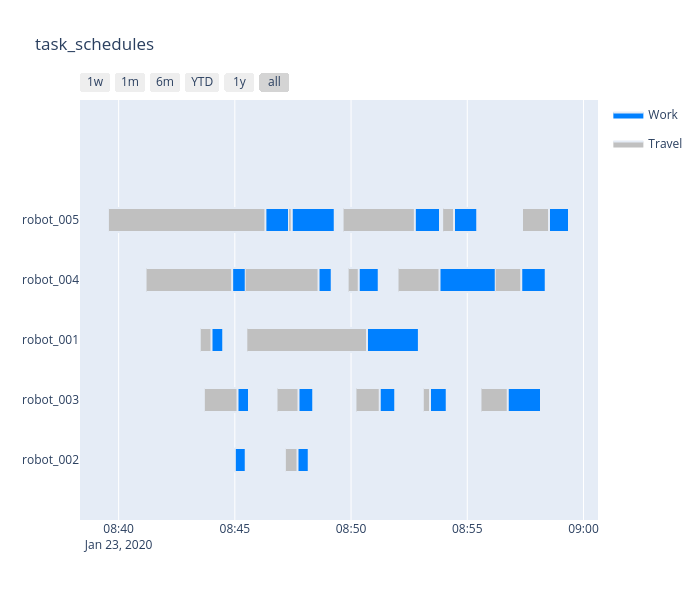 task_schedules
1w 1m 6m YTD 1y all
Work
Travel
robot_005
robot_004
robot_001
robot_003
robot_002
08:40 08:45 08:50 08:55 09:00
Jan 23, 2020